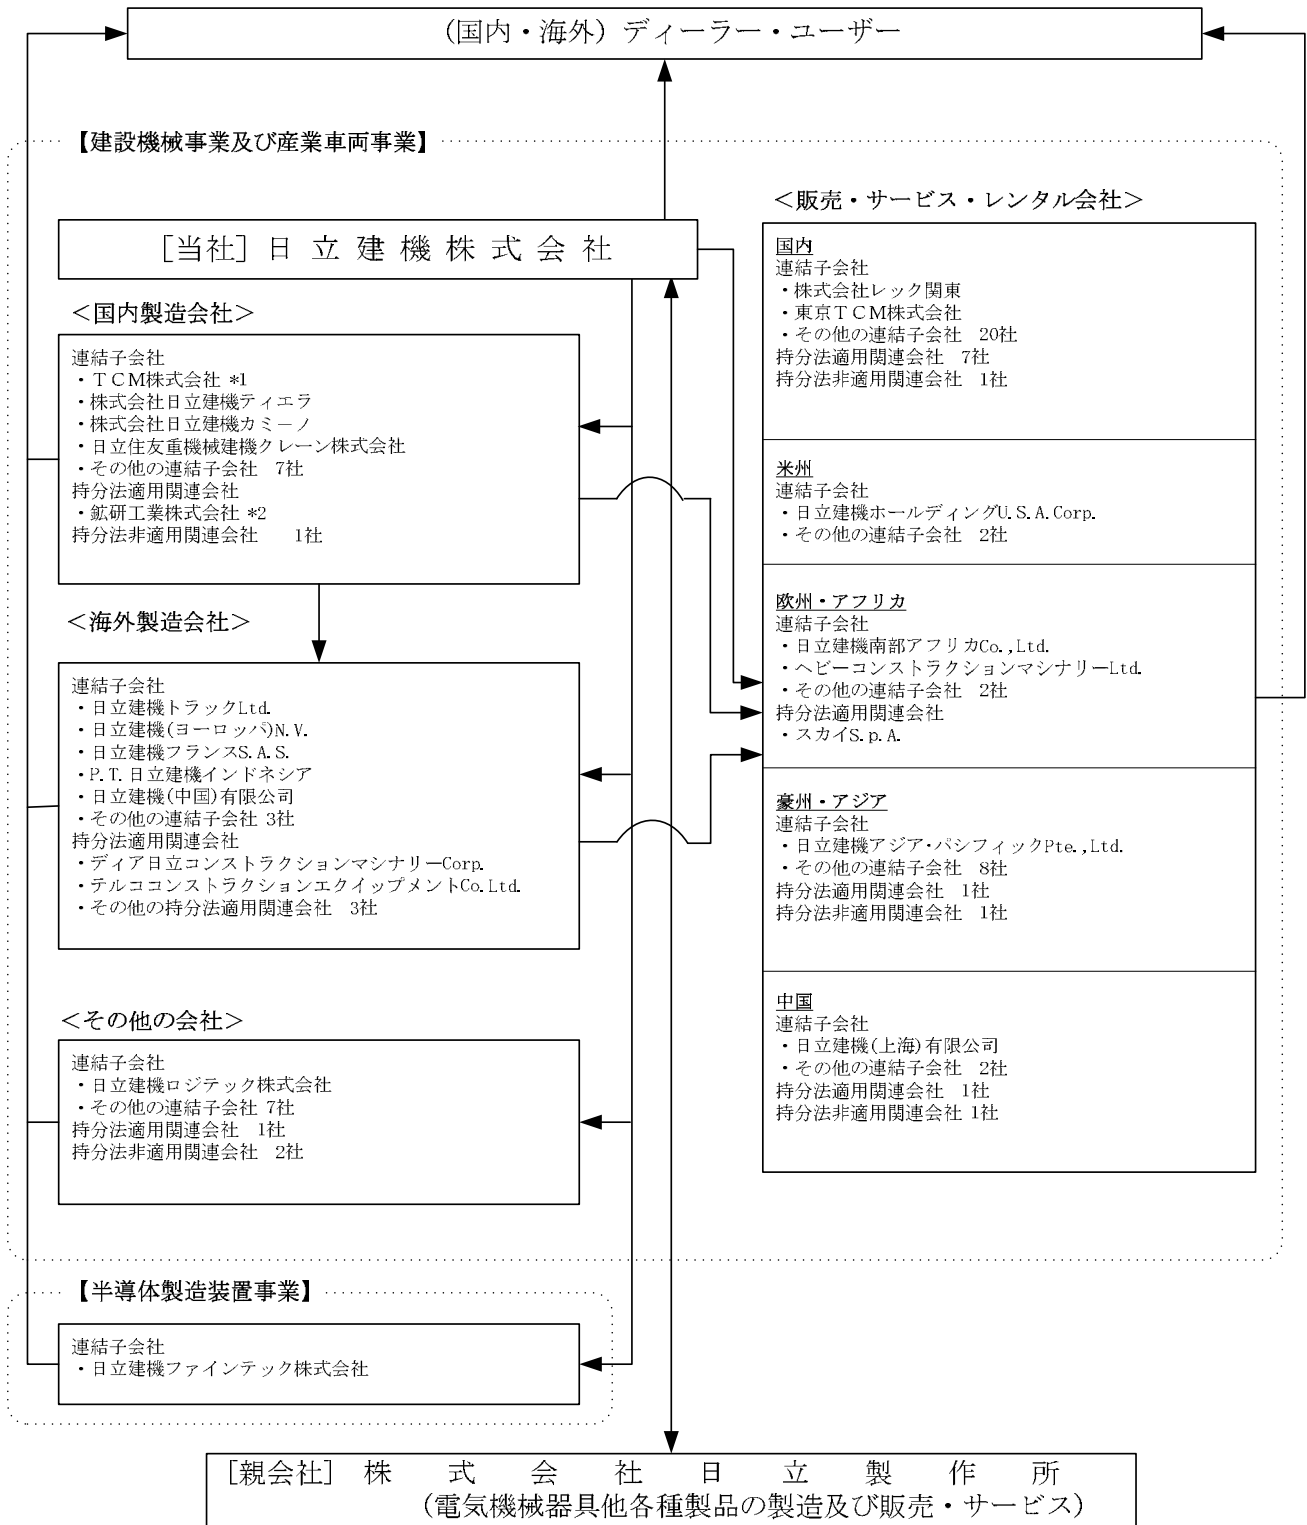 (国内・海外) ディーラー・ユーザー
【建設機械事業及び産業車両事業】
[当社] 日 立 建 機 株 式 会 社
＜国内製造会社＞
連結子会社
・ＴＣＭ株式会社 *1
・株式会社日立建機ティエラ
・株式会社日立建機カミーノ
・日立住友重機械建機クレーン株式会社
・その他の連結子会社　7社
持分法適用関連会社
・鉱研工業株式会社 *2
持分法非適用関連会社　　1社
＜海外製造会社＞
連結子会社
・日立建機トラックLtd.
・日立建機(ヨーロッパ)N.V.
・日立建機フランスS.A.S.
・P.T.日立建機インドネシア
・日立建機(中国)有限公司
・その他の連結子会社 3社
持分法適用関連会社
・ディア日立コンストラクションマシナリーCorp.
・テルココンストラクションエクイップメントCo.Ltd.
・その他の持分法適用関連会社　3社
＜その他の会社＞
連結子会社
・日立建機ロジテック株式会社
・その他の連結子会社 7社
持分法適用関連会社　1社
持分法非適用関連会社　2社
＜販売・サービス・レンタル会社＞
国内
連結子会社
・株式会社レック関東
・東京ＴＣＭ株式会社
・その他の連結子会社　20社
持分法適用関連会社　7社
持分法非適用関連会社　1社
米州
連結子会社
・日立建機ホールディングU.S.A.Corp.
・その他の連結子会社　2社
欧州・アフリカ
連結子会社
・日立建機南部アフリカCo.,Ltd.
・ヘビーコンストラクションマシナリーLtd.
・その他の連結子会社　2社
持分法適用関連会社
・スカイS.p.A.
豪州・アジア
連結子会社
・日立建機アジア・パシフィックPte.,Ltd.
・その他の連結子会社　8社
持分法適用関連会社　1社
持分法非適用関連会社　1社
中国
連結子会社
・日立建機(上海)有限公司
・その他の連結子会社　2社
持分法適用関連会社　1社
持分法非適用関連会社 1社
【半導体製造装置事業】
連結子会社
・日立建機ファインテック株式会社
[親会社] 株 式 会 社 日 立 製 作 所
(電気機械器具他各種製品の製造及び販売・サービス)